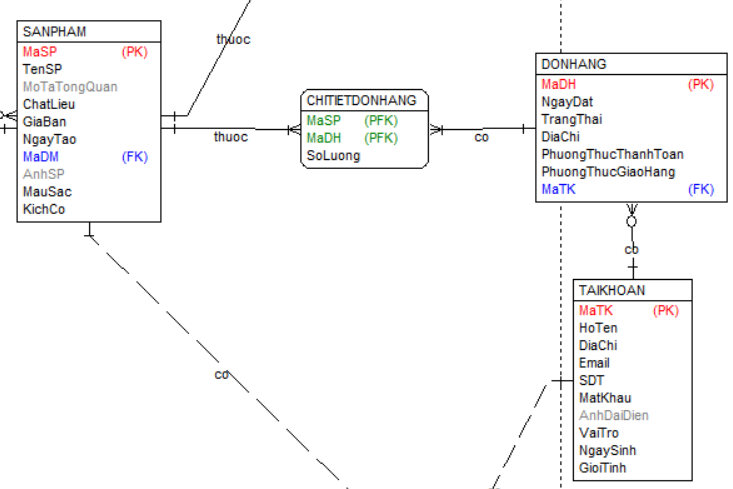 SANPHAM
MaSP (PK)
TenSP
MoTaTongQuan
ChatLieu
GiaBan
NgayTao
MaDM (FK)
AnhSP
MauSac
KichCo
thuoc
thuoc
CHITIETDONHANG
MaSP (PFK)
MaDH (PFK)
SoLuong
co
DONHANG
MaDH (PK)
NgayDat
TrangThai
DiaChi
PhuongThucThanhToan
PhuongThucGiaoHang
MaTK (FK)
co
TAIKHOAN
MaTK (PK)
HoTen
DiaChi
Email
SDT
MatKhau
AnhDaiDien
VaiTro
NgaySinh
GioiTinh
co